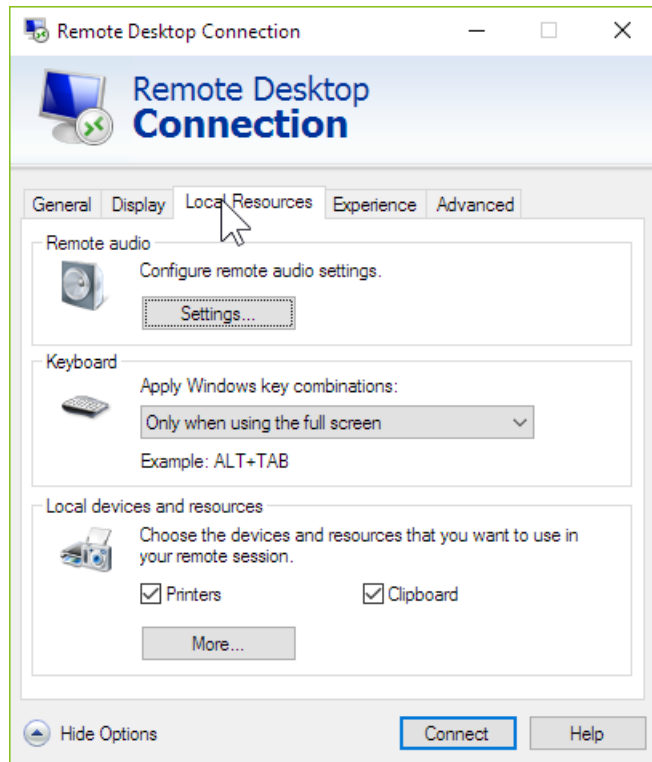 Remote Desktop Connection
Remote Desktop
Connection
General Display Local Resources Experience Advanced
Remote audio
Configure remote audio settings.
Settings...
Keyboard
Apply Windows key combinations:
Only when using the full screen
Example: ALT+TAB
Local devices and resources
Choose the devices and resources that you want to use in
your remote session.
Printers Clipboard
More...
Hide Options Connect Help